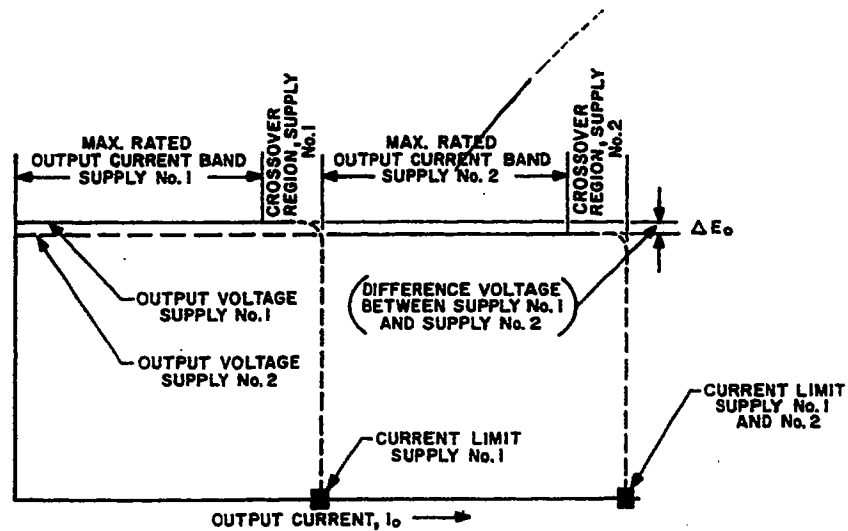 MAX. RATED
OUTPUT CURRENT BAND
SUPPLY No. 1
CROSSOVER
REGION, SUPPLY
No. 1
MAX. RATED
OUTPUT CURRENT BAND
SUPPLY No. 2
CROSSOVER
REGION, SUPPLY
No. 2
Δ Eo
OUTPUT VOLTAGE
SUPPLY No. 1
(DIFFERENCE VOLTAGE
BETWEEN SUPPLY No. 1
AND SUPPLY No. 2)
OUTPUT VOLTAGE
SUPPLY No. 2
CURRENT LIMIT
SUPPLY No. 1
AND No. 2
CURRENT LIMIT
SUPPLY No. 1
OUTPUT CURRENT, Io